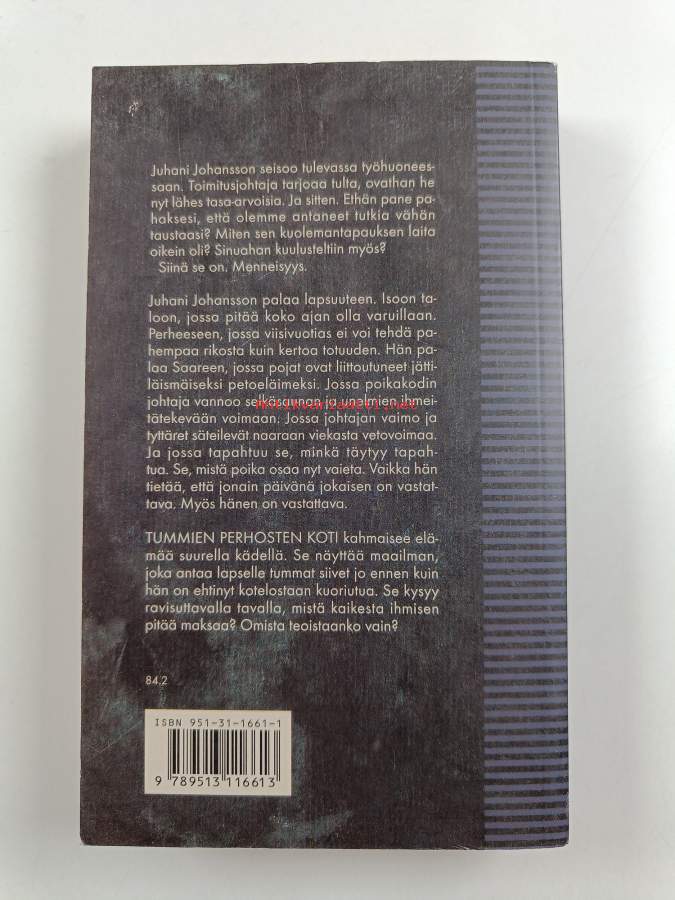 Juhani Johansson seisoo tulevassa työhuonees-
saan. Toimitusjohtaja tarjoaa tulta, ovathan he
nyt lähes tasa-arvoisia. Ja sitten. Ethän pane pa-
haksesi, että olemme antaneet tutkia vähän
taustaasi? Miten sen kuolemantapauksen laita
oikein oli? Sinuahan kuulusteltiin myös?
Siinä se on. Menneisyys.
Juhani Johansson palaa lapsuuteen. Isoon ta-
loon, jossa pitää koko ajan olla varuillaan.
Perheeseen, jossa viisivuotias ei voi tehdä pa-
hempaa rikosta kuin kertoa totuuden. Hän pa-
laa Saareen, jossa pojat ovat liittoutuneet jätti-
läismäiseksi petoeläimeksi. Jossa poikakodin
johtaja vannoo selkäsaunan ja unelmien ihmei-
tätekevään voimaan. Jossa johtajan vaimo ja
tyttäret säteilevät naaraan viekasta vetovoimaa.
Ja jossa tapahtuu se, minkä täytyy tapah-
tua. Se, mistä poika osaa nyt vaieta. Vaikka hän
tietää, että jonain päivänä jokaisen on vastat-
tava. Myös hänen on vastattava.
TUMMIEN PERHOSTEN KOTI kahmaisee elä-
mää suurella kädellä. Se näyttää maailman,
joka antaa lapselle tummat siivet jo ennen kuin
hän on ehtinyt kotelostaan kuoriutua. Se kysyy
ravisuttavalla tavalla, mistä kaikesta ihmisen
pitää maksaa? Omista teoistaanko vain?
84.2
ISBN 951-31-1661-1
9 789513 116613